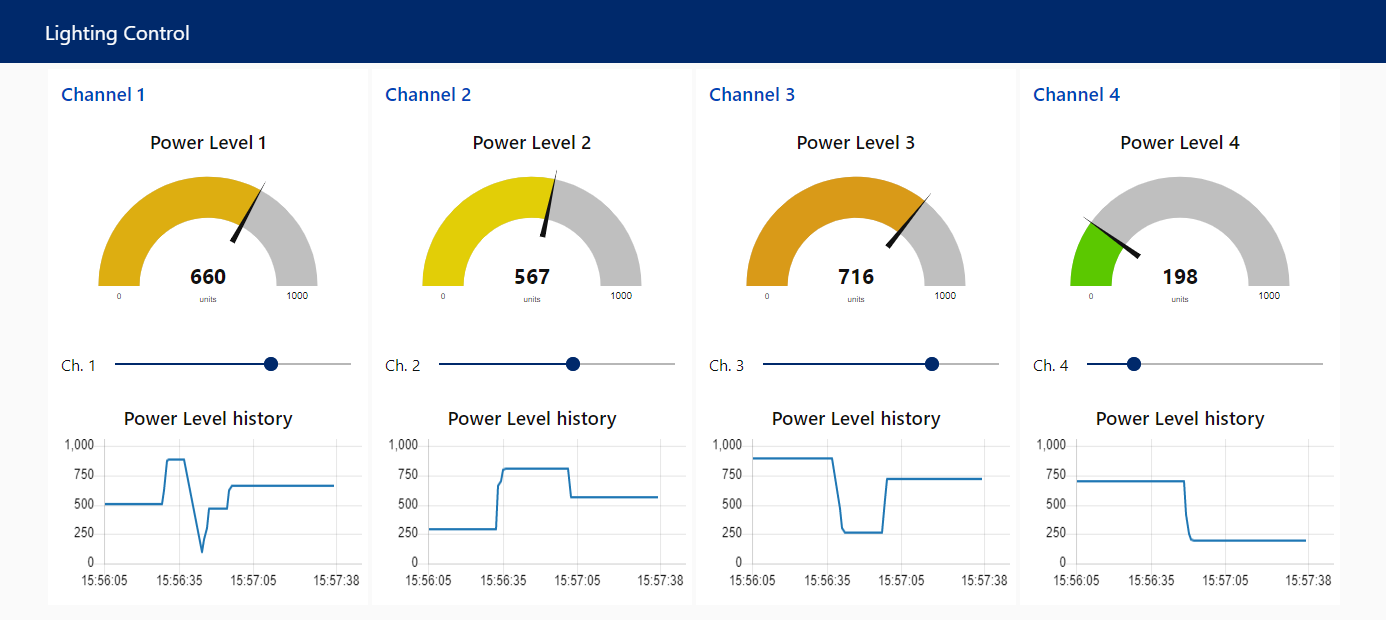 Lighting Control
Channel 1
Power Level 1
660
units
0
1000
Ch. 1
Power Level history
1,000
750
500
250
0
15:56:05 15:56:35 15:57:05 15:57:38
Channel 2
Power Level 2
567
units
0
1000
Ch. 2
Power Level history
1,000
750
500
250
0
15:56:05 15:56:35 15:57:05 15:57:38
Channel 3
Power Level 3
716
units
0
1000
Ch. 3
Power Level history
1,000
750
500
250
0
15:56:05 15:56:35 15:57:05 15:57:38
Channel 4
Power Level 4
198
units
0
1000
Ch. 4
Power Level history
1,000
750
500
250
0
15:56:05 15:56:35 15:57:05 15:57:38